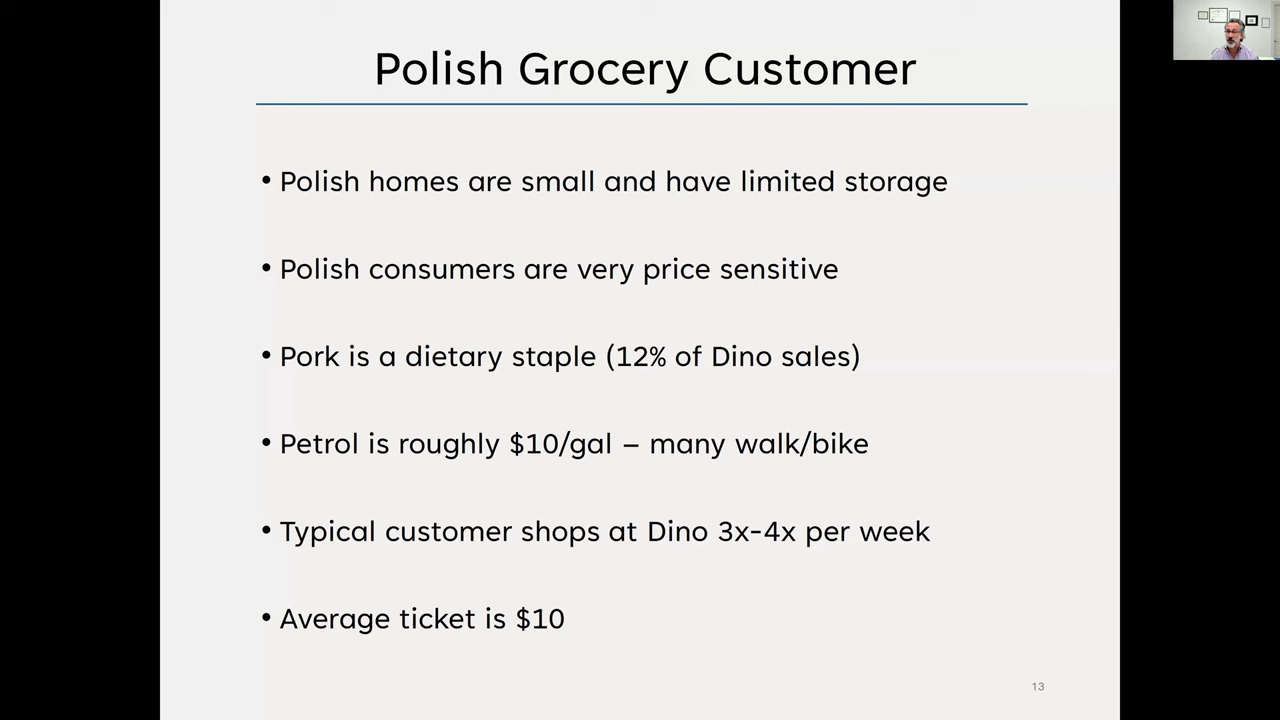 Polish Grocery Customer
• Polish homes are small and have limited storage
• Polish consumers are very price sensitive
• Pork is a dietary staple (12% of Dino sales)
• Petrol is roughly $10/gal – many walk/bike
• Typical customer shops at Dino 3x-4x per week
• Average ticket is $10
13